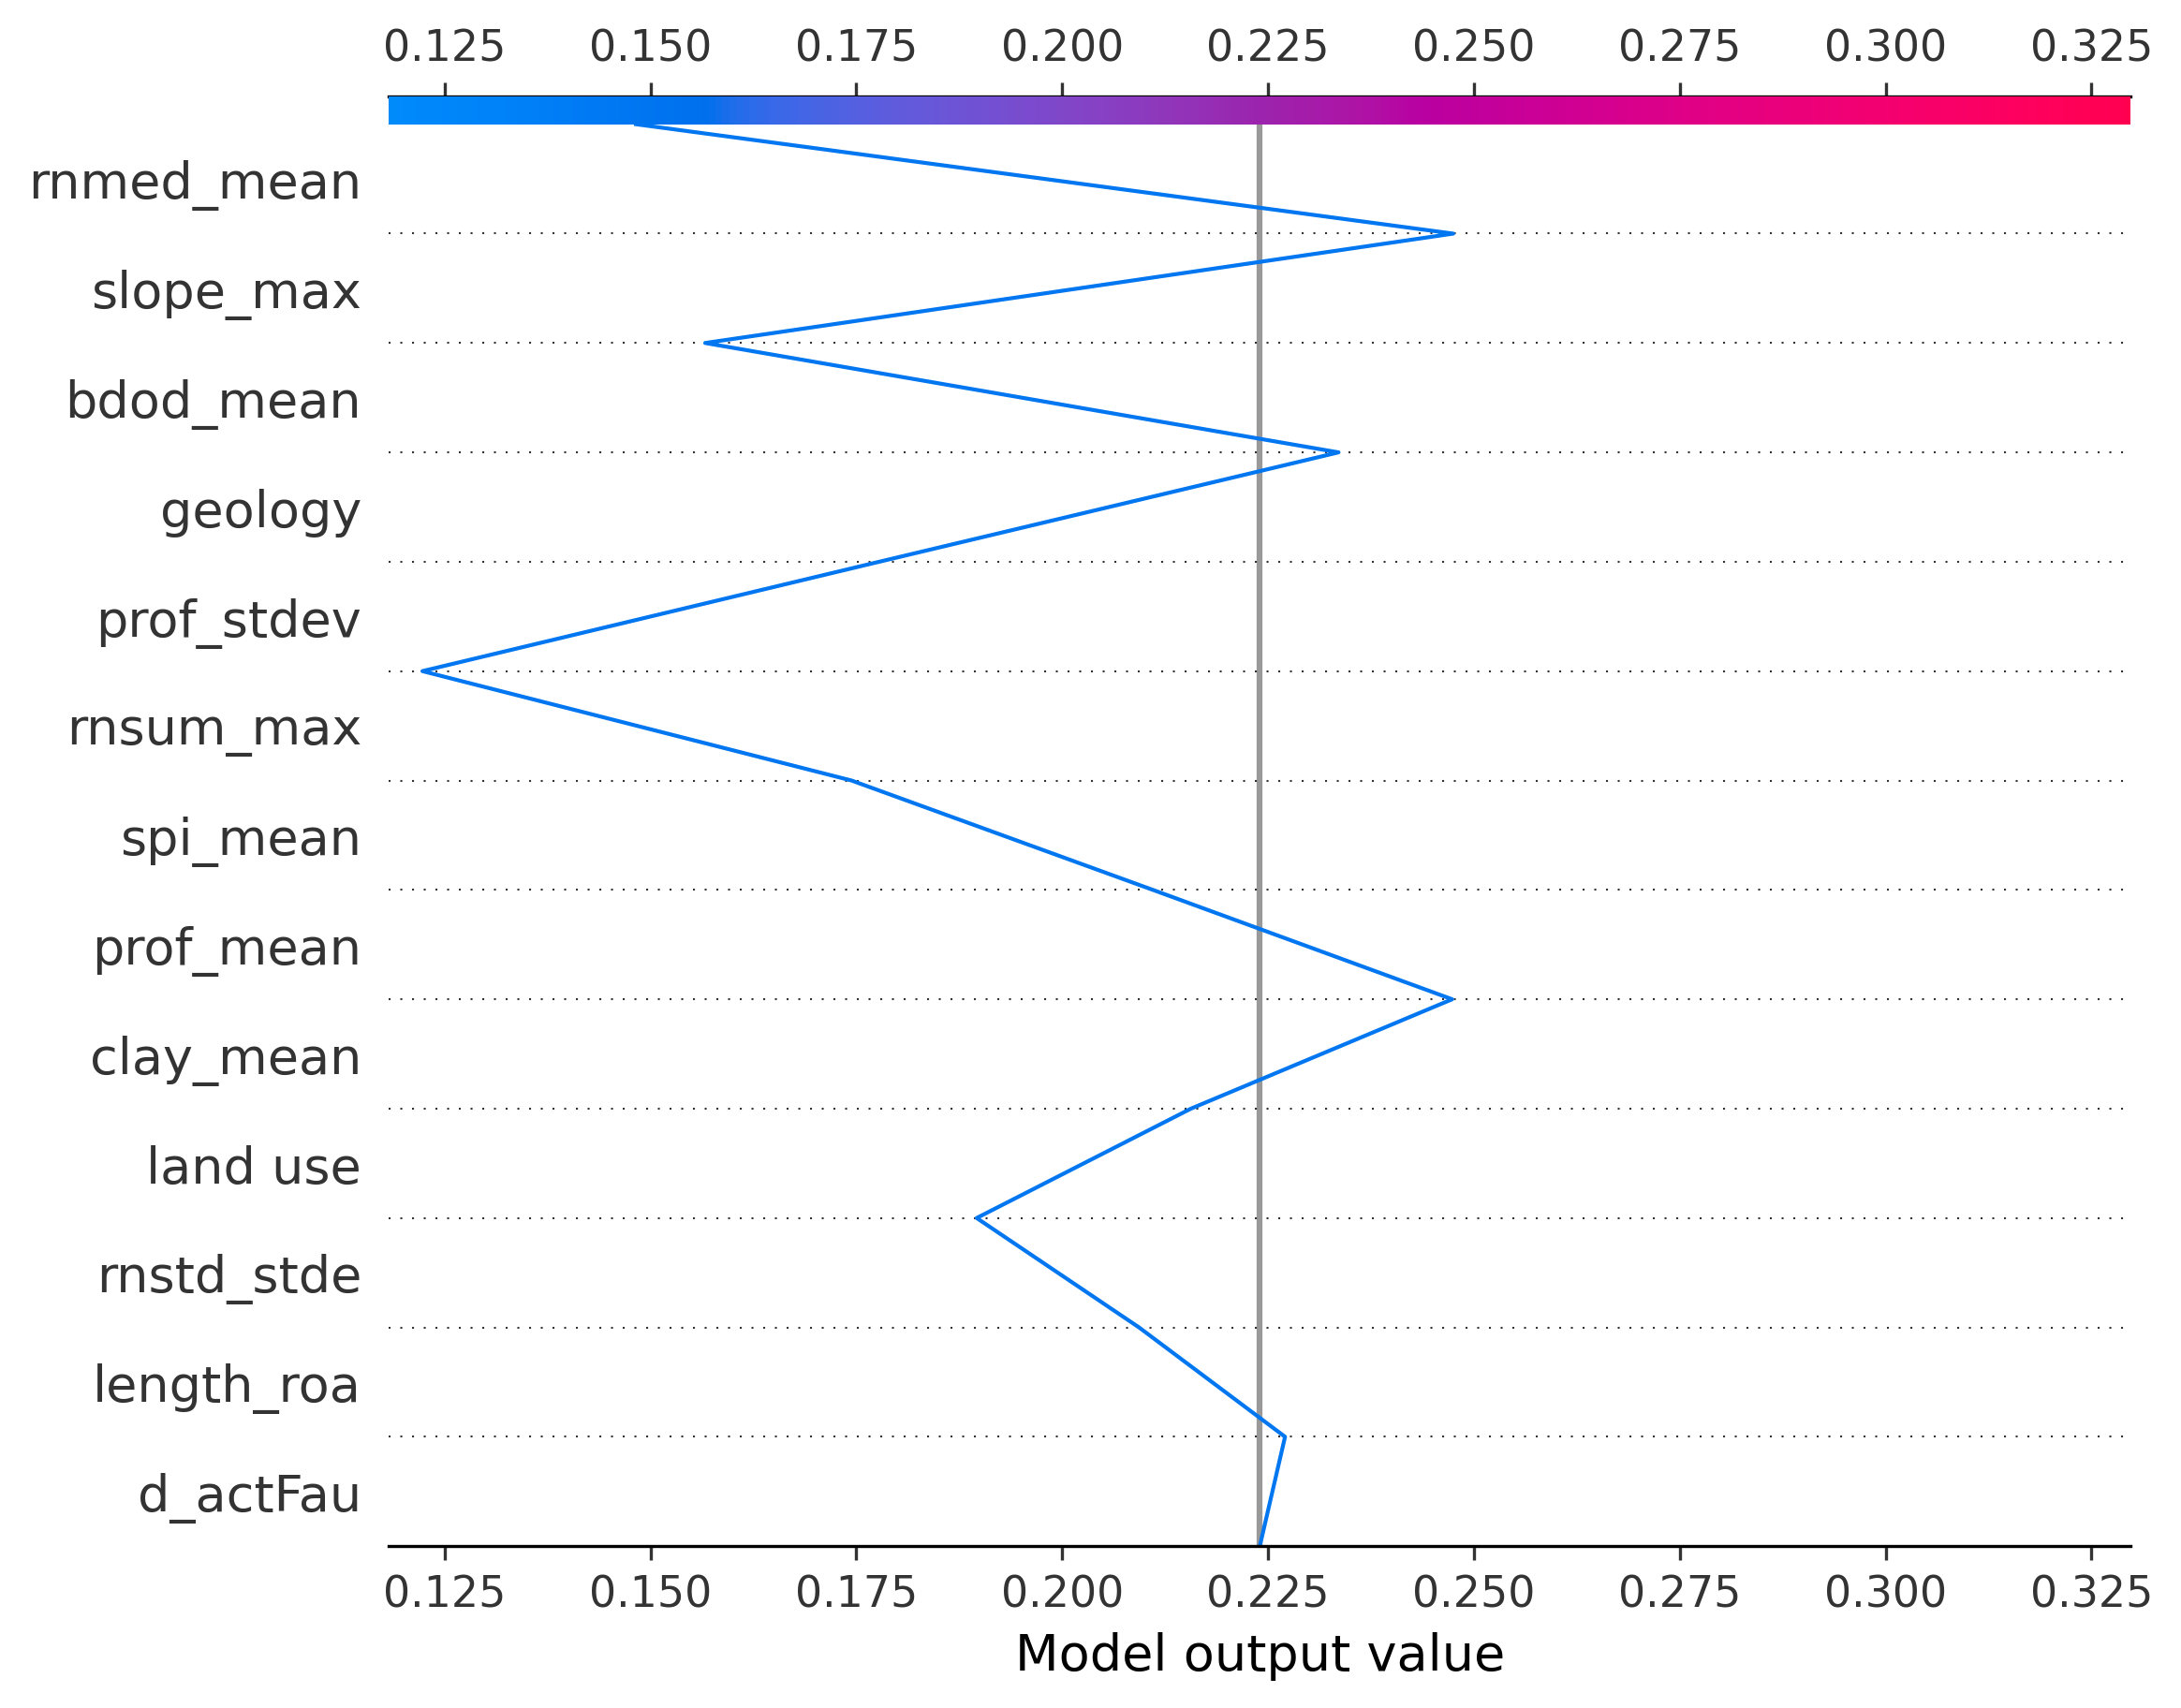 0.125 0.150 0.175 0.200 0.225 0.250 0.275 0.300 0.325
rnmed_mean
slope_max
bdod_mean
geology
prof_stdev
rnsum_max
spi_mean
prof_mean
clay_mean
land use
rnstd_stde
length_roa
d_actFau
0.125 0.150 0.175 0.200 0.225 0.250 0.275 0.300 0.325
Model output value